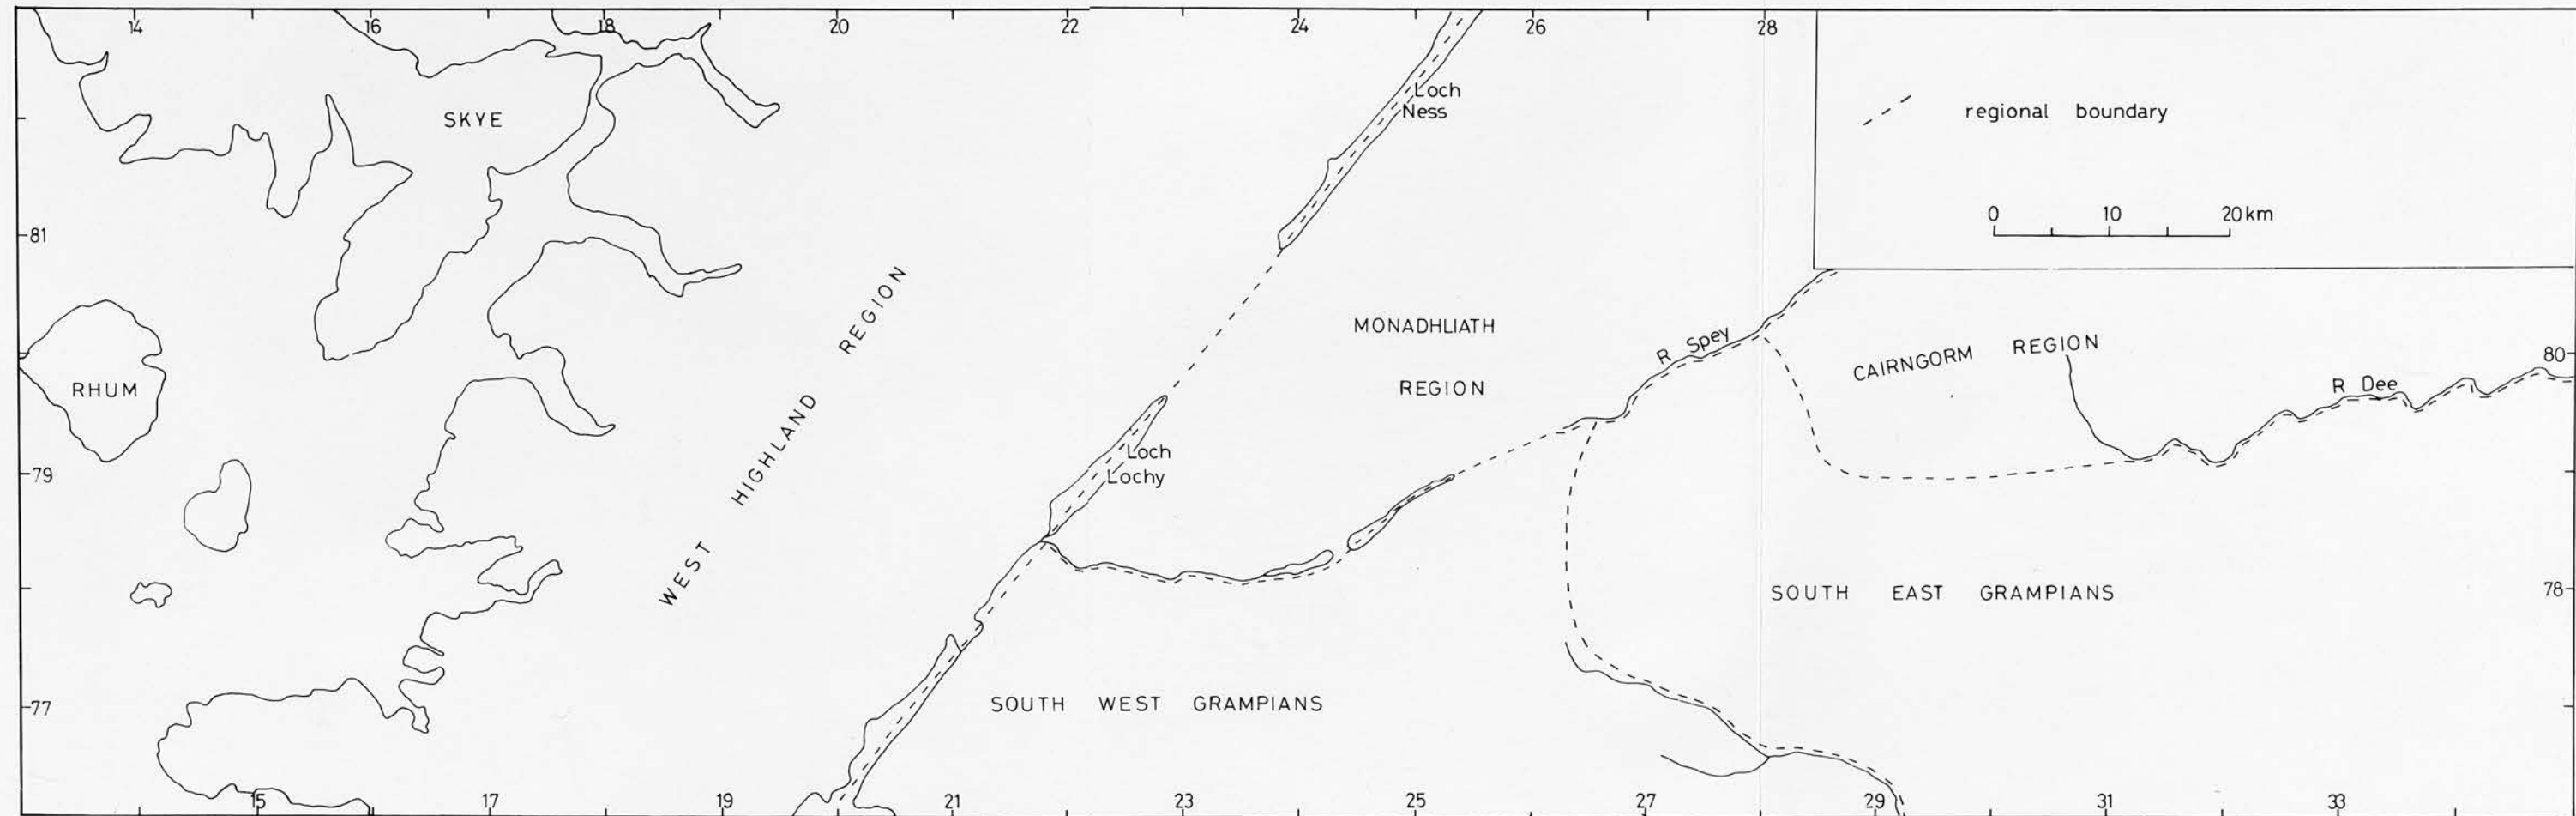 14 16 18 20 22 24 26 28
Loch
Ness
regional boundary
SKYE
0 10 20 km
81
WEST HIGHLAND REGION
MONADHLIATH
REGION
R Spey
CAIRNGORM REGION
80
RHUM
R Dee
Loch
Lochy
79
SOUTH EAST GRAMPIANS
78
77
SOUTH WEST GRAMPIANS
15 17 19 21 23 25 27 29 31 33